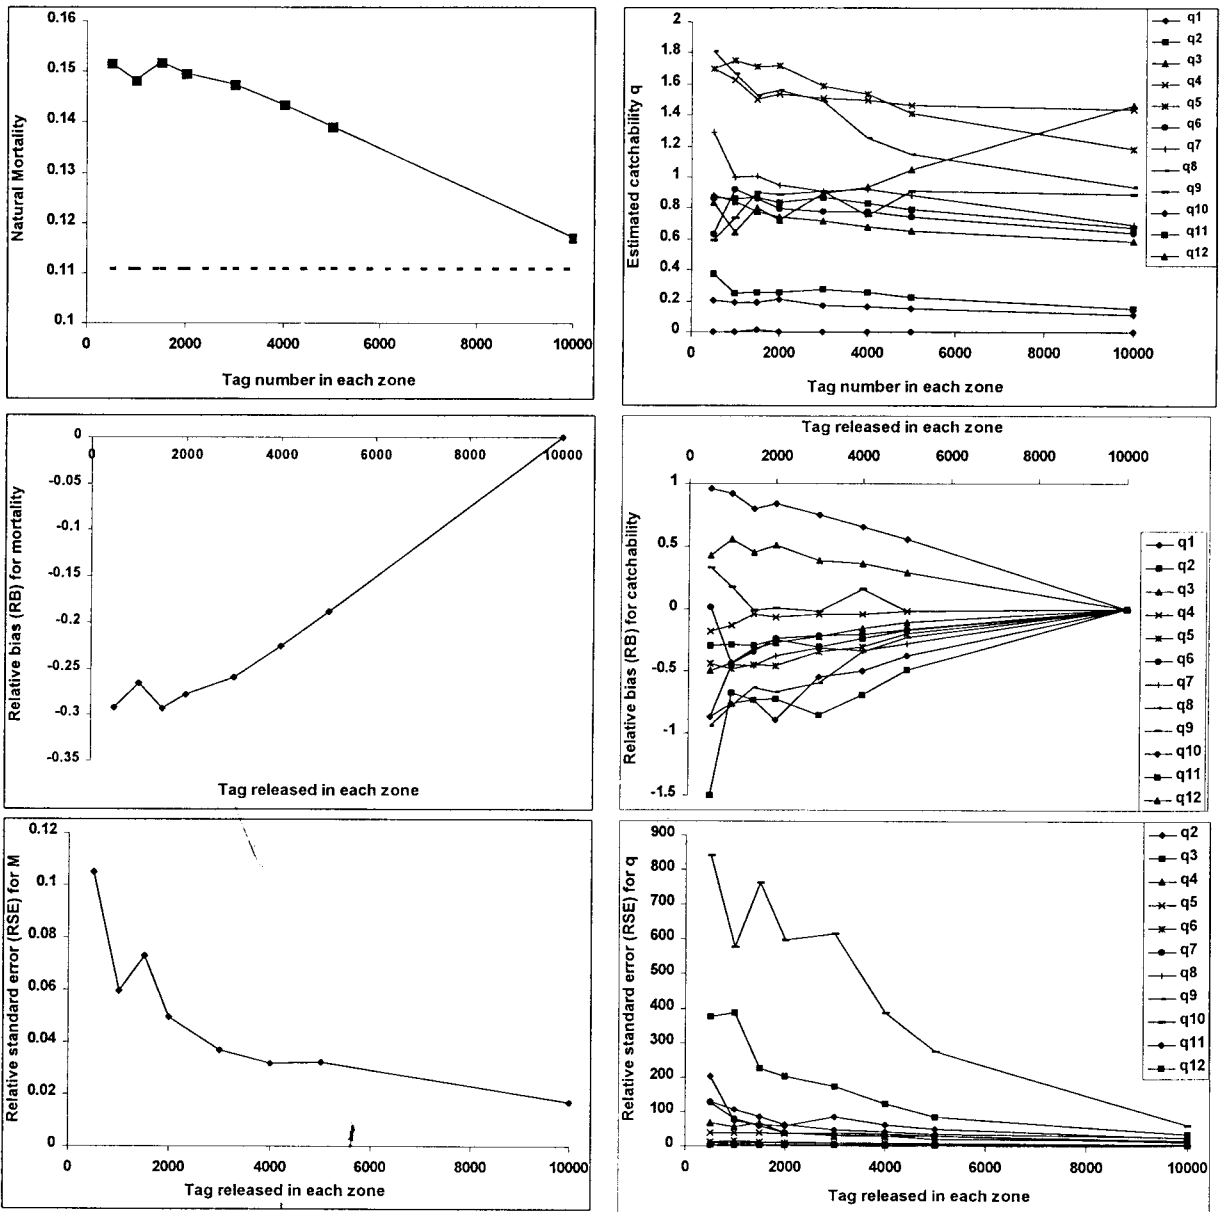 0.16
0.15
0.14
0.13
0.12
0.11
0.1
0 2000 4000 6000 8000 10000
Natural Mortality
Tag number in each zone
2
1.8
1.6
1.4
1.2
1
0.8
0.6
0.4
0.2
0
0 2000 4000 6000 8000 10000
Estimated catchability q
Tag number in each zone
q1
q2
q3
q4
q5
q6
q7
q8
q9
q10
q11
q12
0
-0.05
-0.1
-0.15
-0.2
-0.25
-0.3
-0.35
0 2000 4000 6000 8000 10000
Relative bias (RB) for mortality
Tag released in each zone
Tag released in each zone
0 2000 4000 6000 8000 10000
1
0.5
0
-0.5
-1
-1.5
Relative bias (RB) for catchability
q1
q2
q3
q4
q5
q6
q7
q8
q9
q10
q11
q12
0.12
0.1
0.08
0.06
0.04
0.02
0
0 2000 4000 6000 8000 10000
Relative standard error (RSE) for M
Tag released in each zone
900
800
700
600
500
400
300
200
100
0
0 2000 4000 6000 8000 10000
Relative standard error (RSE) for q
Tag released in each zone
q2
q3
q4
q5
q6
q7
q8
q9
q10
q11
q12